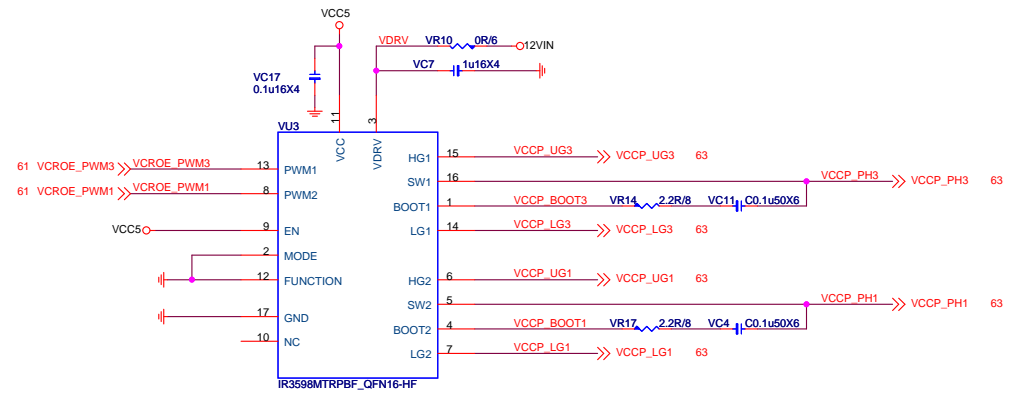 VCC5
VDRV VR10 0R/6 12VIN
VC7 1u16X4
VC17
0.1u16X4
11 3
VU3
VCC VDRV
61 VCROE_PWM3 VCROE_PWM3 13 PWM1
61 VCROE_PWM1 VCROE_PWM1 8 PWM2
VCC5 9 EN
2 MODE
12 FUNCTION
17 GND
10 NC
HG1 15 VCCP_UG3 VCCP_UG3 63
SW1 16 VCCP_PH3 VCCP_PH3 63
BOOT1 1 VCCP_BOOT3 VR14 2.2R/8 VC11 C0.1u50X6
LG1 14 VCCP_LG3 VCCP_LG3 63
HG2 6 VCCP_UG1 VCCP_UG1 63
SW2 5 VCCP_PH1 VCCP_PH1 63
BOOT2 4 VCCP_BOOT1 VR17 2.2R/8 VC4 C0.1u50X6
LG2 7 VCCP_LG1 VCCP_LG1 63
IR3598MTRPBF_QFN16-HF